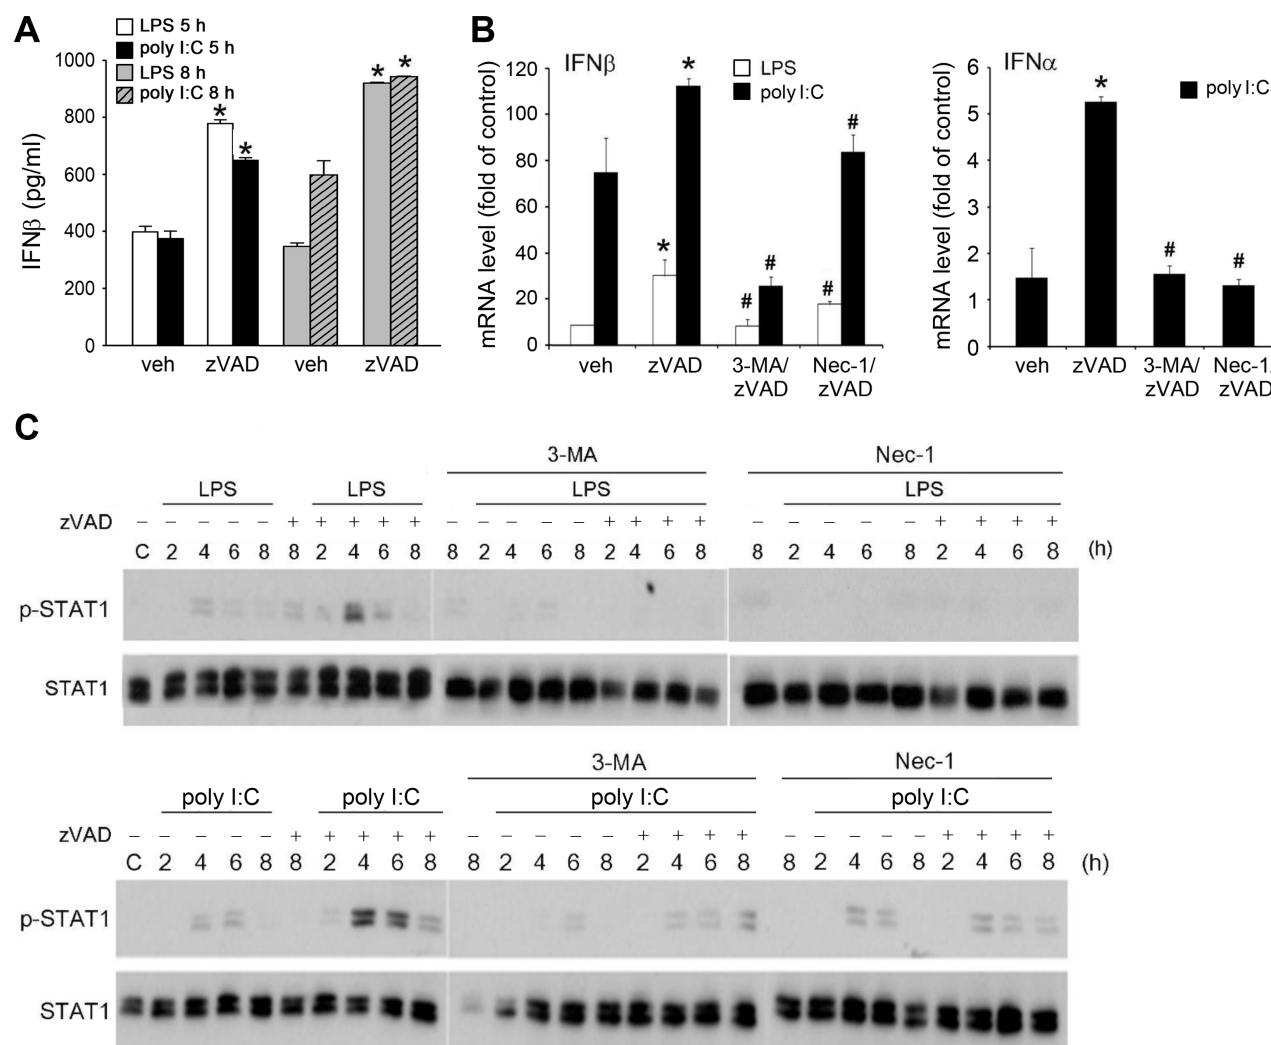 A
LPS 5 h
poly I:C 5 h
LPS 8 h
poly I:C 8 h
IFNβ (pg/ml)
1000
800
600
400
200
0
* * * *
veh zVAD veh zVAD
B
IFNβ
LPS
poly I:C
mRNA level (fold of control)
120
100
80
60
40
20
0
* * # # # #
veh zVAD 3-MA/ Nec-1/
zVAD zVAD
IFNα
poly I:C
mRNA level (fold of control)
6
5
4
3
2
1
0
* # #
veh zVAD 3-MA/ Nec-1/
zVAD zVAD
C
3-MA Nec-1
LPS LPS LPS LPS
zVAD – – – – – + + + + + – – – – – + + + + – – – – – + + + +
C 2 4 6 8 8 2 4 6 8 8 2 4 6 8 2 4 6 8 8 2 4 6 8 2 4 6 8 (h)
p-STAT1
STAT1
3-MA Nec-1
poly I:C poly I:C poly I:C poly I:C
zVAD – – – – – + + + + + – – – – – + + + + – – – – – + + + +
C 2 4 6 8 8 2 4 6 8 8 2 4 6 8 2 4 6 8 8 2 4 6 8 2 4 6 8 (h)
p-STAT1
STAT1